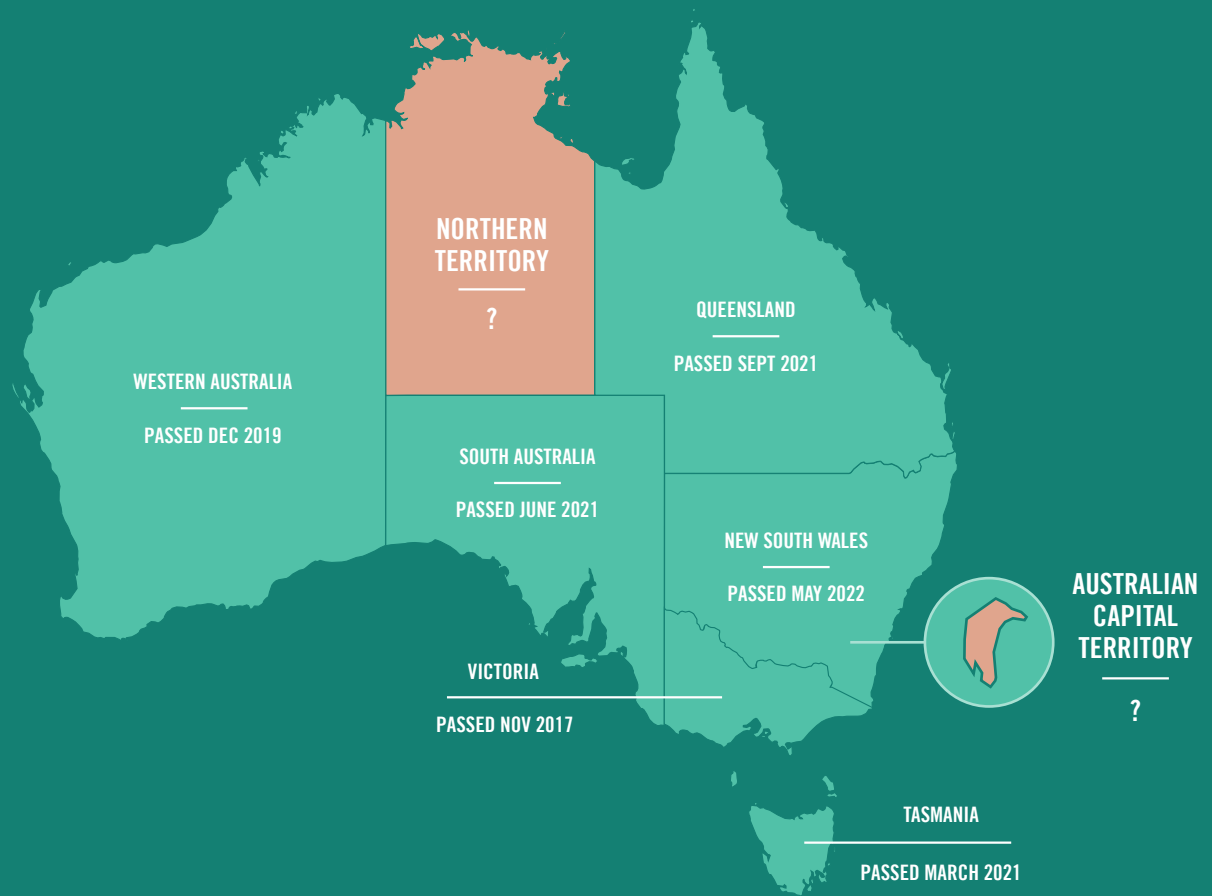 NORTHERN
TERRITORY
?
QUEENSLAND
PASSED SEPT 2021
WESTERN AUSTRALIA
PASSED DEC 2019
SOUTH AUSTRALIA
PASSED JUNE 2021
NEW SOUTH WALES
PASSED MAY 2022
AUSTRALIAN
CAPITAL
TERRITORY
?
VICTORIA
PASSED NOV 2017
TASMANIA
PASSED MARCH 2021